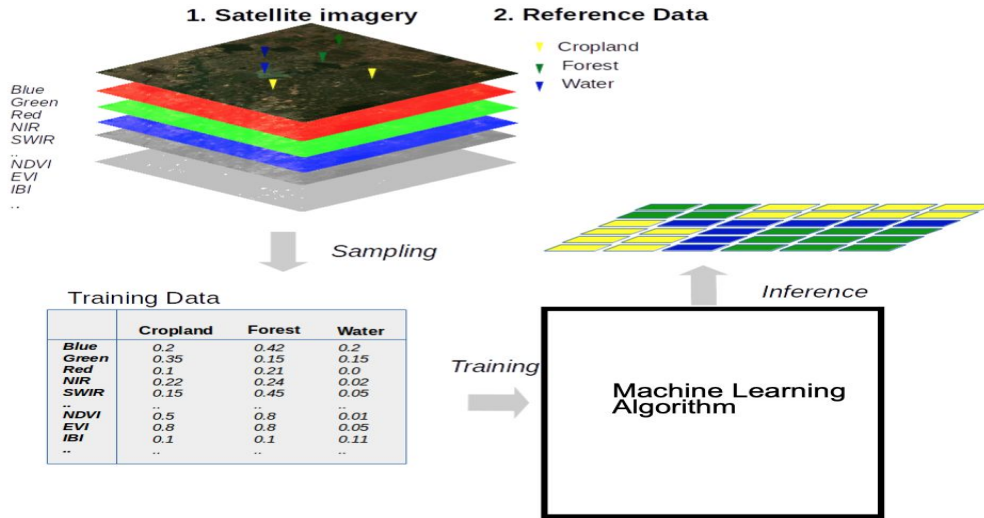 1. Satellite imagery
2. Reference Data
Cropland
Forest
Water
Blue
Green
Red
NIR
SWIR
..
NDVI
EVI
IBI
..
Sampling
Training Data
Cropland Forest Water
Blue 0.2 0.42 0.2
Green 0.35 0.15 0.15
Red 0.1 0.21 0.0
NIR 0.22 0.24 0.02
SWIR 0.15 0.45 0.05
.. .. .. ..
NDVI 0.5 0.8 0.01
EVI 0.8 0.8 0.05
IBI 0.1 0.1 0.11
.. .. .. ..
Training
Inference
Machine Learning
Algorithm